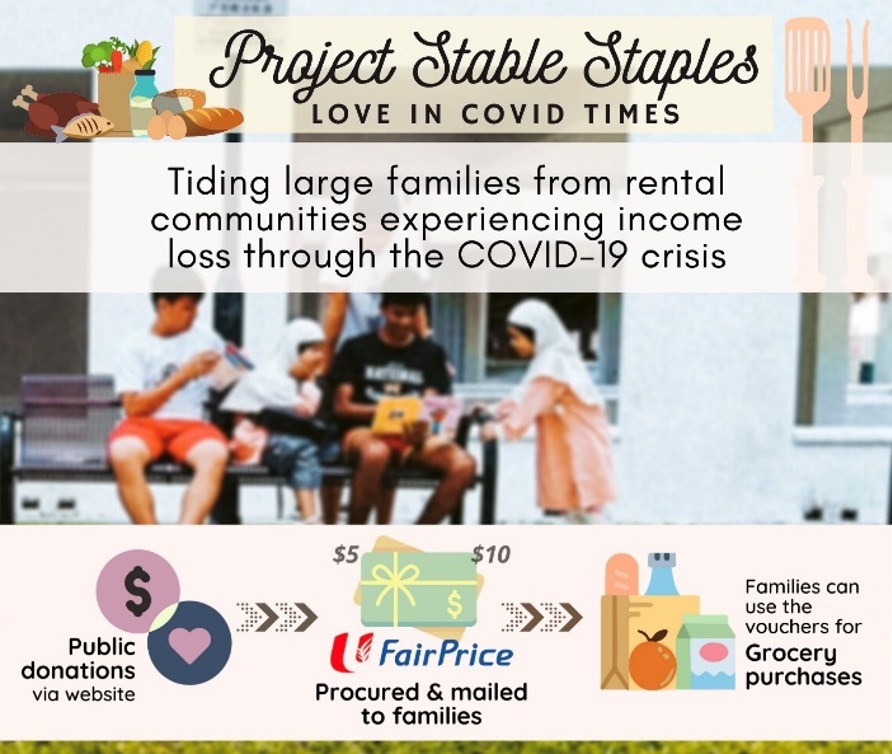 Project Stable Staples
LOVE IN COVID TIMES
Tiding large families from rental
communities experiencing income
loss through the COVID-19 crisis
$
Public
donations
via website
$5
$10
$
FairPrice
Procured & mailed
to families
Families can
use the
vouchers for
Grocery
purchases